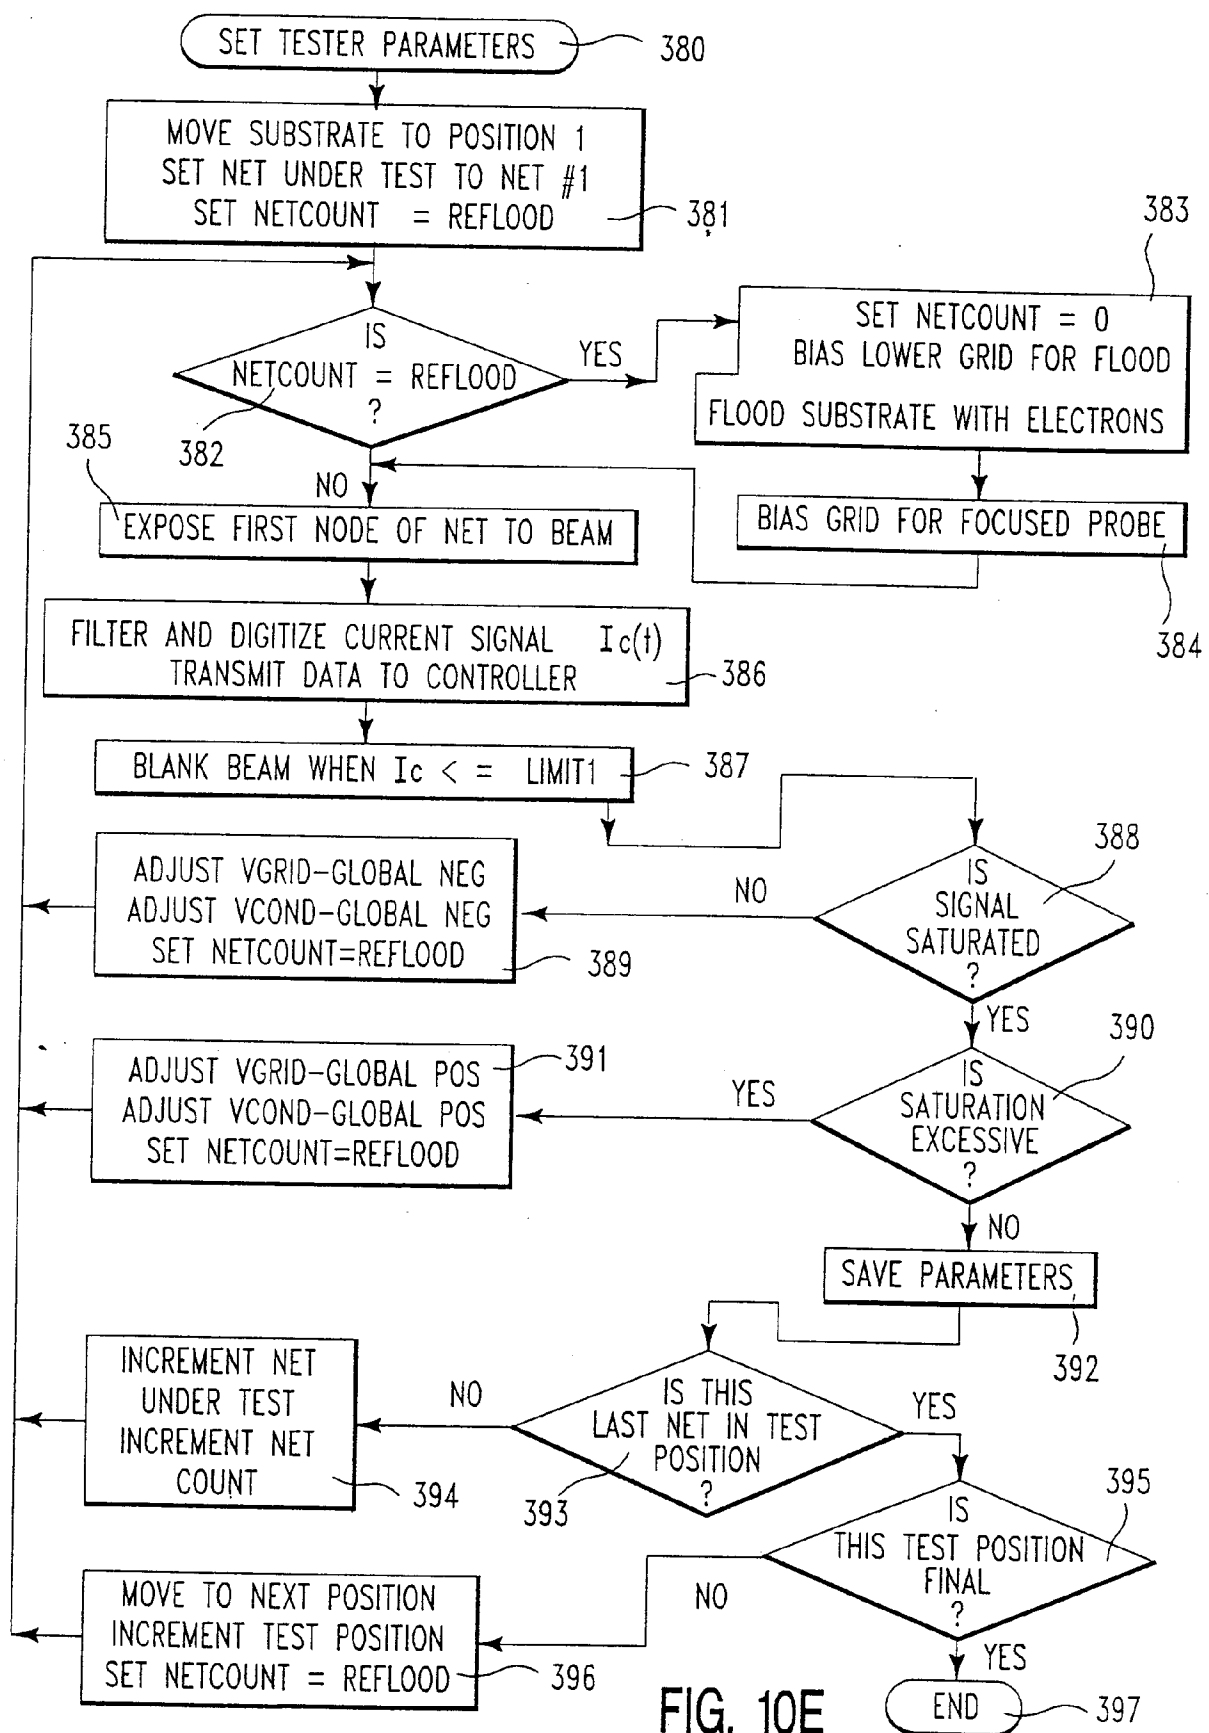 SET TESTER PARAMETERS
380
MOVE SUBSTRATE TO POSITION 1
SET NET UNDER TEST TO NET #1
SET NETCOUNT = REFLOOD
381
383
IS
NETCOUNT = REFLOOD
?
382
YES
SET NETCOUNT = 0
BIAS LOWER GRID FOR FLOOD
FLOOD SUBSTRATE WITH ELECTRONS
385
NO
EXPOSE FIRST NODE OF NET TO BEAM
BIAS GRID FOR FOCUSED PROBE
384
FILTER AND DIGITIZE CURRENT SIGNAL Ic(t)
TRANSMIT DATA TO CONTROLLER
386
BLANK BEAM WHEN Ic < = LIMIT1
387
388
IS
SIGNAL
SATURATED
?
NO
ADJUST VGRID-GLOBAL NEG
ADJUST VCOND-GLOBAL NEG
SET NETCOUNT=REFLOOD
389
YES
390
IS
SATURATION
EXCESSIVE
?
YES
ADJUST VGRID-GLOBAL POS
ADJUST VCOND-GLOBAL POS
SET NETCOUNT=REFLOOD
391
NO
SAVE PARAMETERS
392
IS THIS
LAST NET IN TEST
POSITION
?
393
NO
INCREMENT NET
UNDER TEST
INCREMENT NET
COUNT
394
YES
395
IS
THIS TEST POSITION
FINAL
?
NO
MOVE TO NEXT POSITION
INCREMENT TEST POSITION
SET NETCOUNT = REFLOOD
396
YES
END
397
FIG. 10E